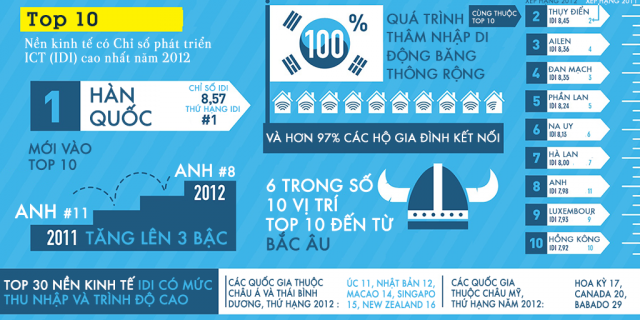 Top 10
Nền kinh tế có Chỉ số phát triển
ICT (IDI) cao nhất năm 2012
1
HÀN
QUỐC
CHỈ SỐ IDI
8,57
THỨ HẠNG IDI
#1
MỚI VÀO
TOP 10
ANH #8
2012
ANH #11
2011 TĂNG LÊN 3 BẬC
100 %
QUÁ TRÌNH
THÂM NHẬP DI
ĐỘNG BĂNG
THÔNG RỘNG
VÀ HƠN 97% CÁC HỘ GIA ĐÌNH KẾT NỐI
6 TRONG SỐ
10 VỊ TRÍ
TOP 10 ĐẾN TỪ
BẮC ÂU
CÙNG THUỘC
TOP 10
XẾP HẠNG 2012
XẾP HẠNG 2011
2 THỤY ĐIỂN
IDI 8,45 2
3 AILEN
IDI 8,36 4
4 ĐAN MẠCH
IDI 8,35 3
5 PHẦN LAN
IDI 8,24 5
6 NA UY
IDI 8,13 6
7 HÀ LAN
IDI 8,00 7
8 ANH
IDI 7,98 11
9 LUXEMBOUR
IDI 7,93 9
10 HỒNG KÔNG
IDI 7,92 10
TOP 30 NỀN KINH TẾ IDI CÓ MỨC
THU NHẬP VÀ TRÌNH ĐỘ CAO
CÁC QUỐC GIA THUỘC
CHÂU Á VÀ THÁI BÌNH
DƯƠNG, THỨ HẠNG 2012 :
ÚC 11, NHẬT BẢN 12,
MACAO 14, SINGAPO
15, NEW ZEALAND 16
CÁC QUỐC GIA
THUỘC CHÂU MỸ,
THỨ HẠNG NĂM 2012:
HOA KỲ 17,
CANADA 20,
BABADO 29